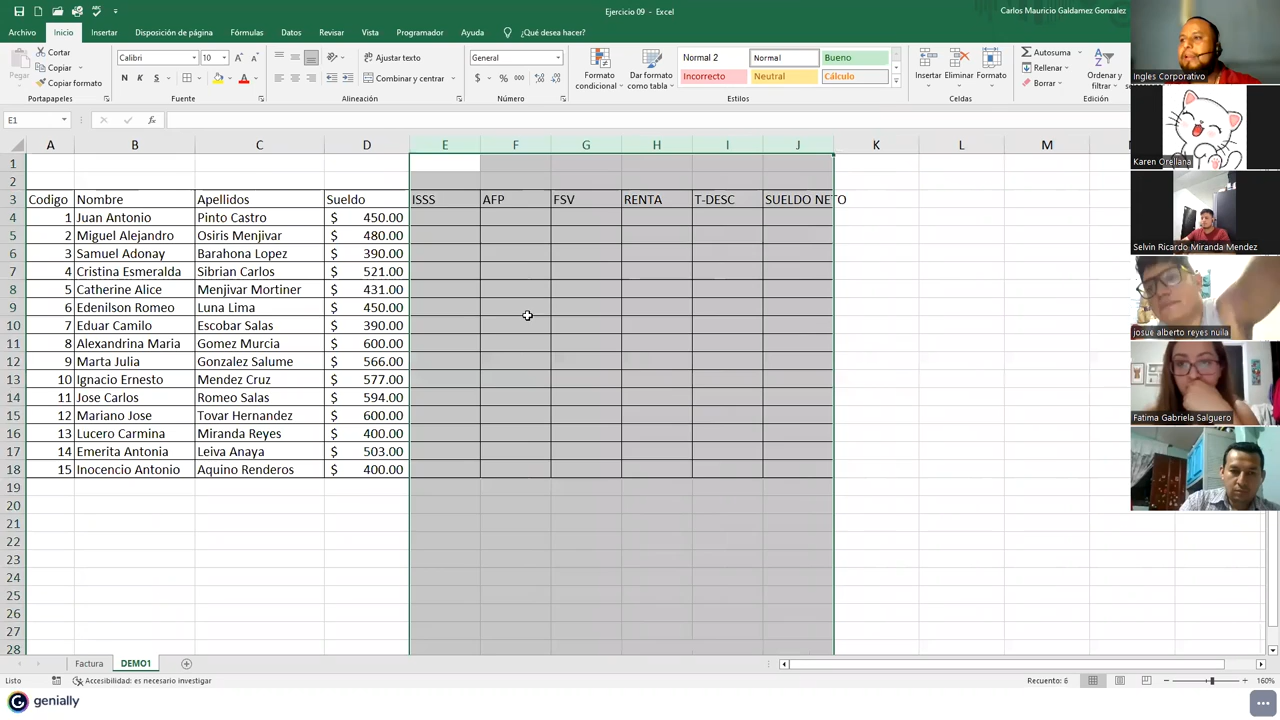 Ejercicio 09 - Excel
Carlos Mauricio Galdamez Gonzalez
Archivo Inicio Insertar Disposición de página Fórmulas Datos Revisar Vista Programador Ayuda ¿Qué desea hacer?
Pegar
Cortar
Copiar
Copiar formato
Portapapeles
Calibri 10
N K S
Fuente
Ajustar texto
Combinar y centrar
Alineación
General
$ % 000
Número
Formato condicional
Dar formato como tabla
Normal 2 Normal Bueno
Incorrecto Neutral Cálculo
Estilos
Insertar Eliminar Formato
Celdas
Autosuma
Rellenar
Borrar
Ordenar y filtrar
Edición
E1 fx
A B C D E F G H I J K L M
1
2
3 Codigo Nombre Apellidos Sueldo ISSS AFP FSV RENTA T-DESC SUELDO NETO
4 1 Juan Antonio Pinto Castro $ 450.00
5 2 Miguel Alejandro Osiris Menjivar $ 480.00
6 3 Samuel Adonay Barahona Lopez $ 390.00
7 4 Cristina Esmeralda Sibrian Carlos $ 521.00
8 5 Catherine Alice Menjivar Mortiner $ 431.00
9 6 Edenilson Romeo Luna Lima $ 450.00
10 7 Eduar Camilo Escobar Salas $ 390.00
11 8 Alexandrina Maria Gomez Murcia $ 600.00
12 9 Marta Julia Gonzalez Salume $ 566.00
13 10 Ignacio Ernesto Mendez Cruz $ 577.00
14 11 Jose Carlos Romeo Salas $ 594.00
15 12 Mariano Jose Tovar Hernandez $ 600.00
16 13 Lucero Carmina Miranda Reyes $ 400.00
17 14 Emerita Antonia Leiva Anaya $ 503.00
18 15 Inocencio Antonio Aquino Renderos $ 400.00
19
20
21
22
23
24
25
26
27
28
Factura DEMO1
Listo Accesibilidad: es necesario investigar Recuento: 6 160%
genially
Ingles Corporativo
Karen Orellana
Selvin Ricardo Miranda Mendez
josue alberto reyes nuila
Fatima Gabriela Salguero